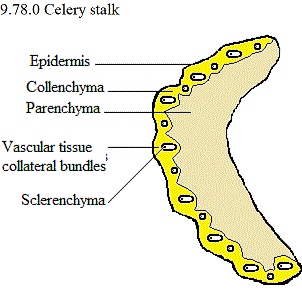 9.78.0 Celery stalk
Epidermis
Collenchyma
Parenchyma
Vascular tissue
collateral bundles
Sclerenchyma